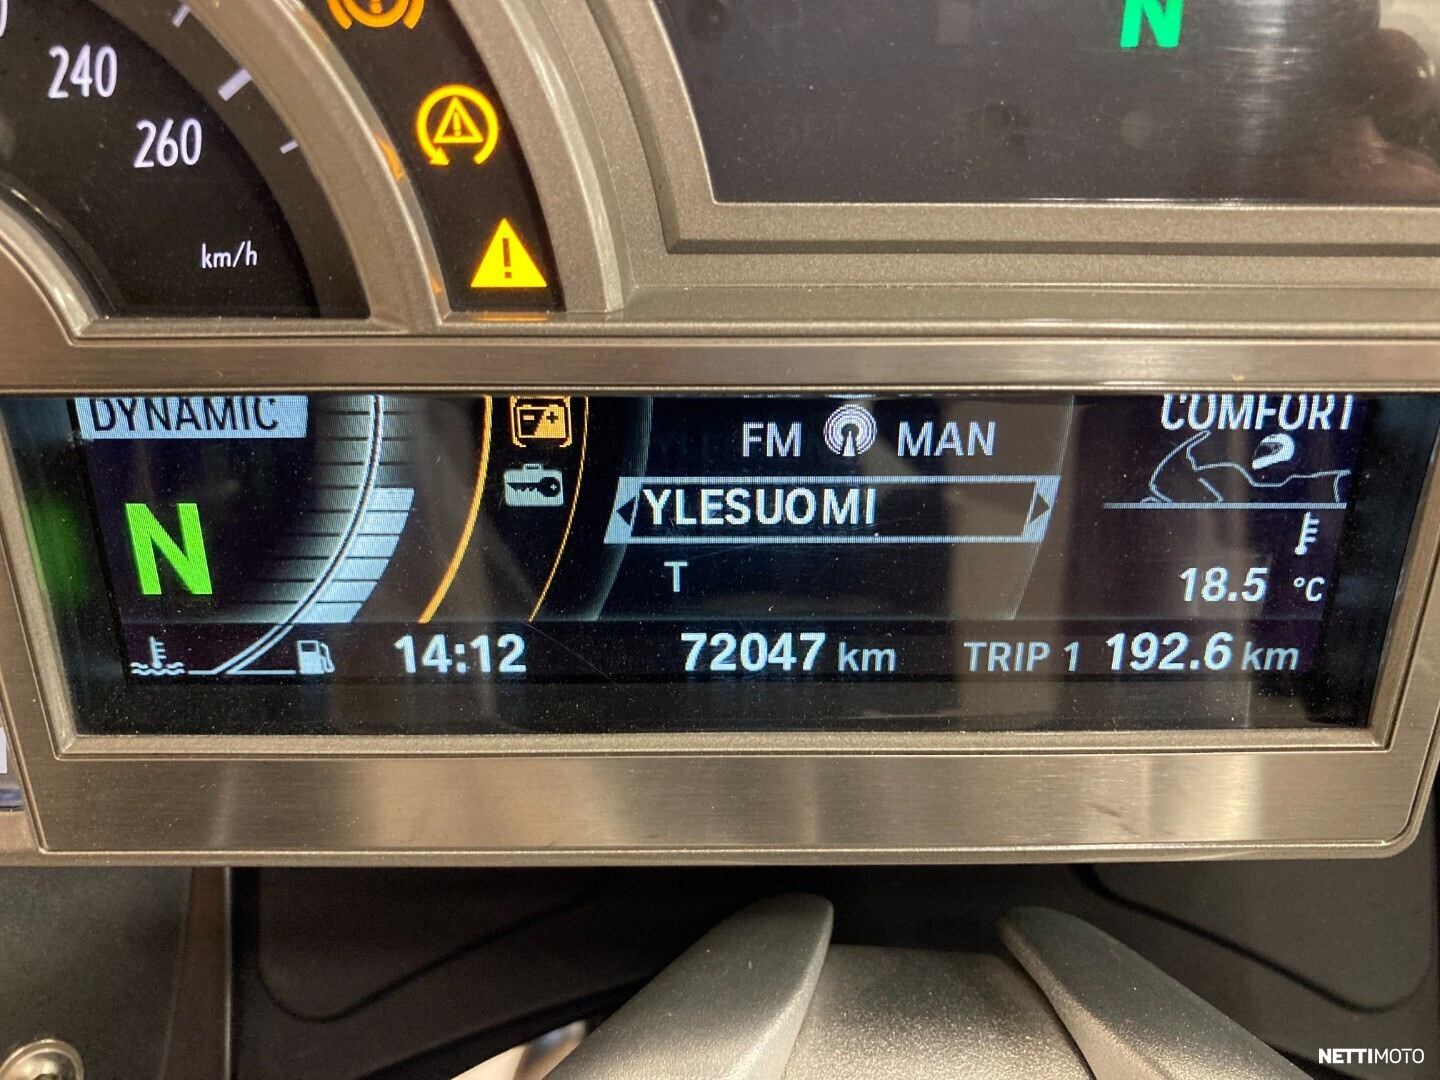 N
240
260
km/h
DYNAMIC
FM MAN
COMFORT
YLESUOMI
N
T
18.5 °C
14:12 72047 km TRIP 1 192.6 km
NETTIMOTO